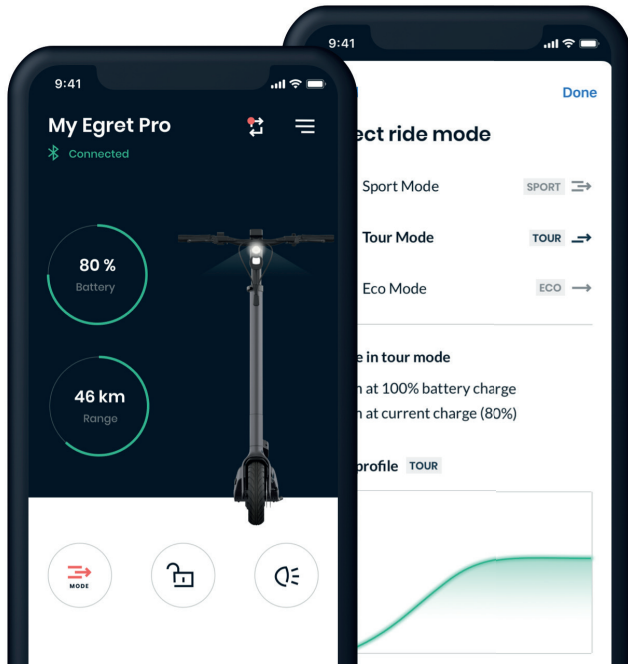 9:41
My Egret Pro
Connected
80 %
Battery
46 km
Range
MODE
9:41
Done
ride mode
Sport Mode SPORT
Tour Mode TOUR
Eco Mode ECO
in tour mode
at 100% battery charge
at current charge (80%)
profile TOUR